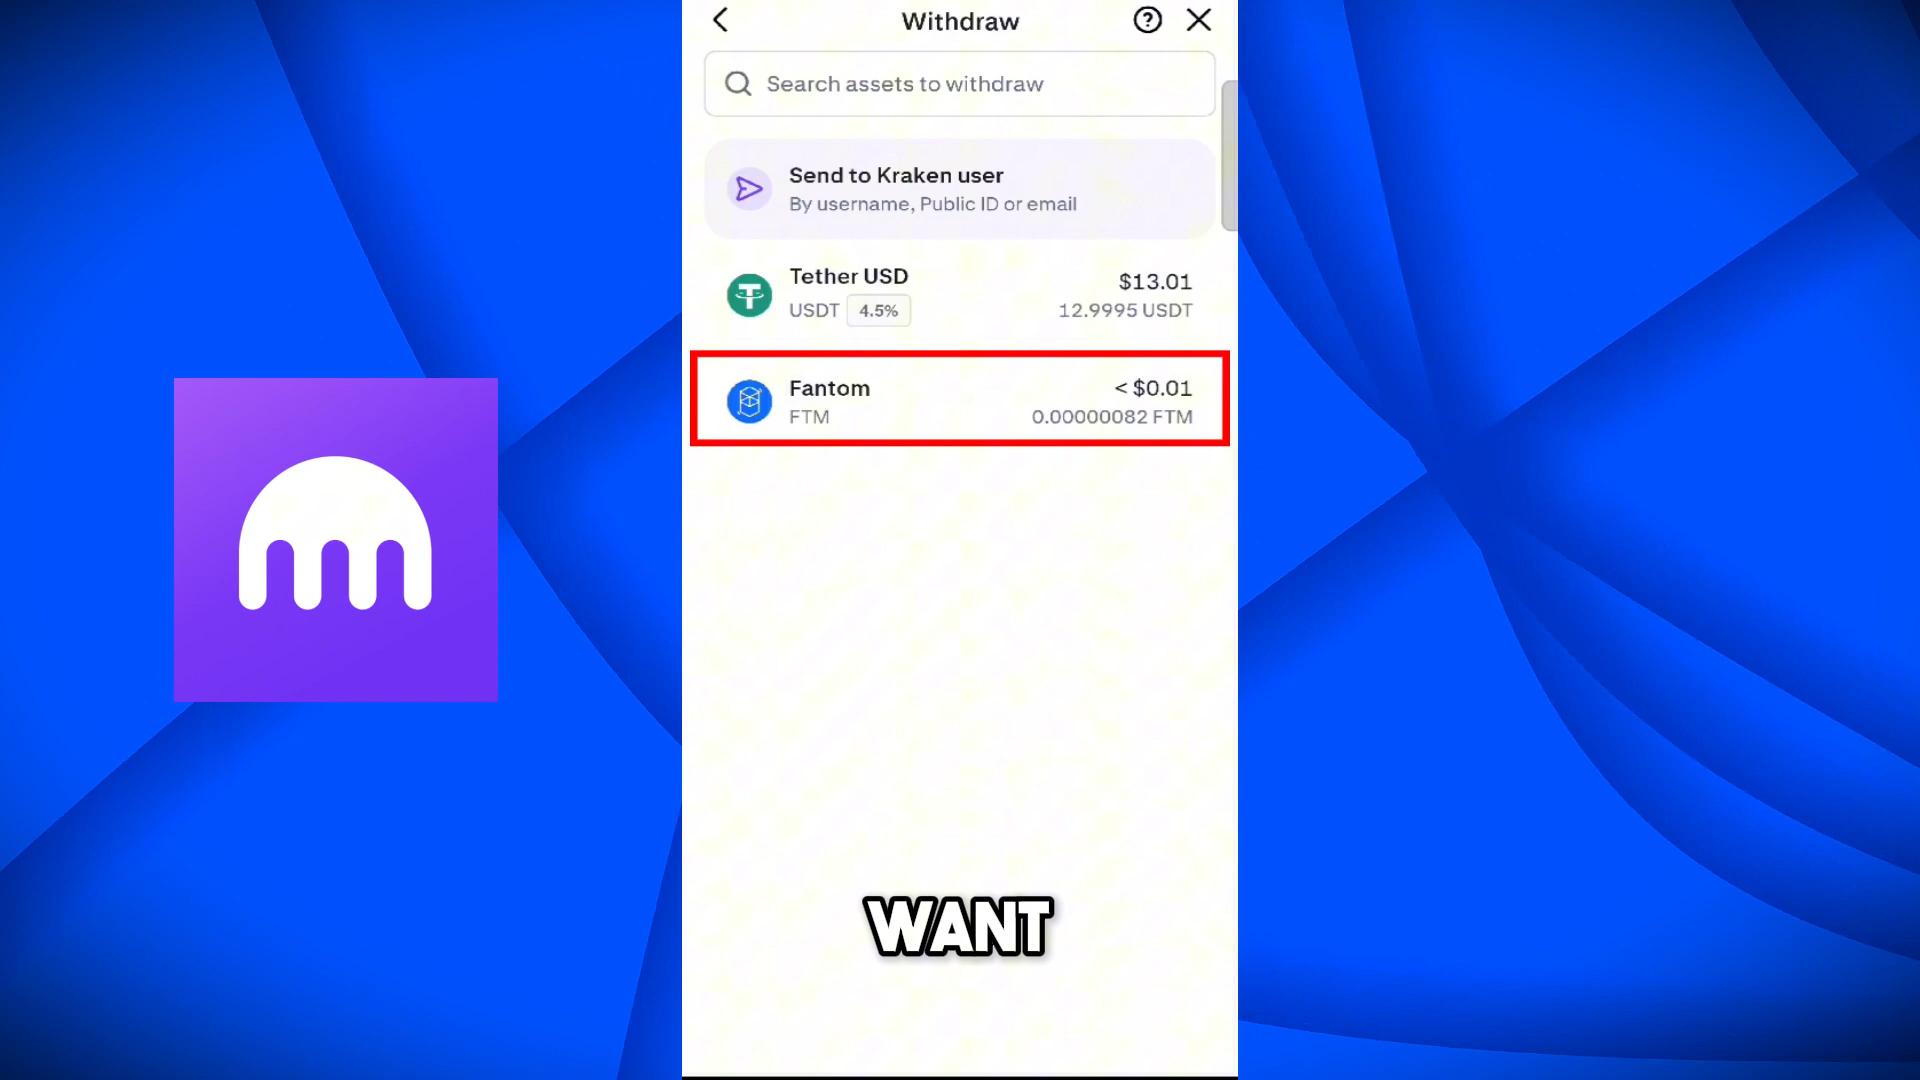 Withdraw
Search assets to withdraw
Send to Kraken user
By username, Public ID or email
Tether USD
$13.01
USDT 4.5%
12.9995 USDT
Fantom
< $0.01
FTM
0.00000082 FTM
WANT